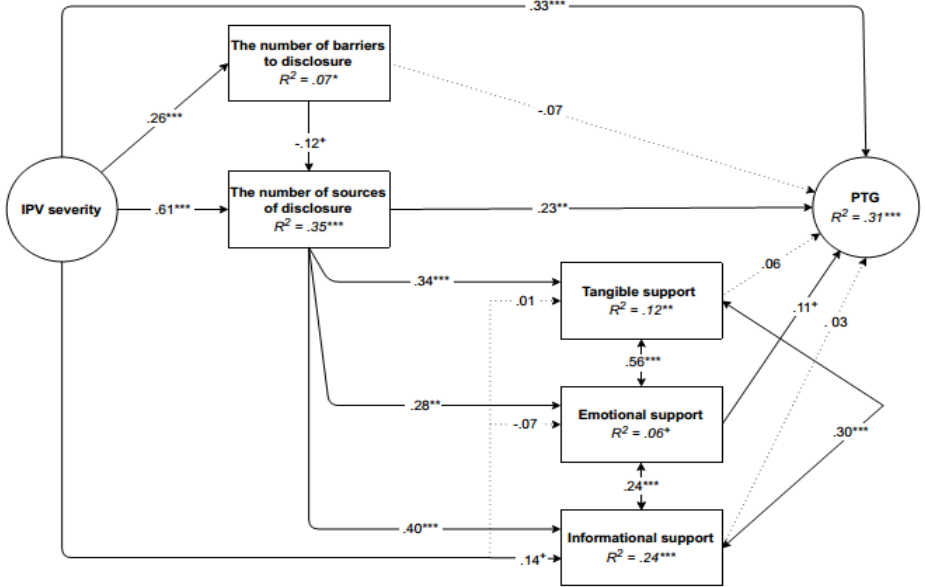 .33***
The number of barriers
to disclosure
R² = .07*
.26***
-.07
-.12⁺
IPV severity
.61***
The number of sources
of disclosure
R² = .35***
.23**
PTG
R² = .31***
.34***
.01
Tangible support
R² = .12**
.06
.11⁺
.03
.56***
.28**
-.07
Emotional support
R² = .06*
.30***
.24***
.40***
.14⁺
Informational support
R² = .24***